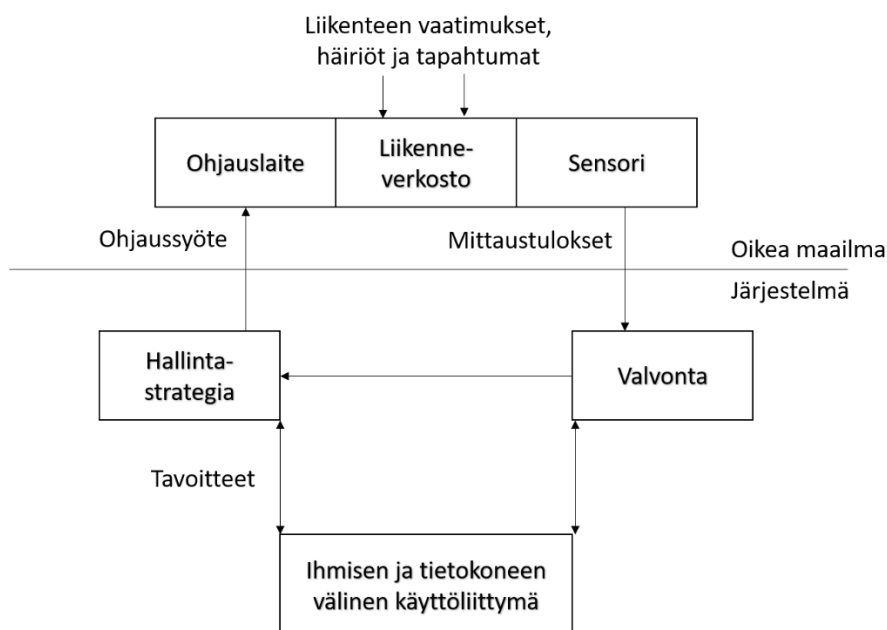 Liikenteen vaatimukset,
häiriöt ja tapahtumat
Ohjauslaite
Liikenne-
verkosto
Sensori
Ohjaussyöte
Mittaustulokset
Oikea maailma
Järjestelmä
Hallinta-
strategia
Valvonta
Tavoitteet
Ihmisen ja tietokoneen
välinen käyttöliittymä